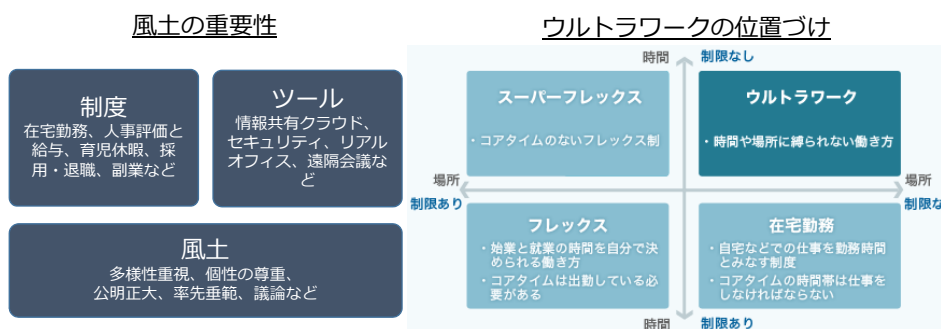 風土の重要性
制度
在宅勤務、人事評価と
給与、育児休暇、採
用・退職、副業など
ツール
情報共有クラウド、
セキュリティ、リアル
オフィス、遠隔会議な
ど
風土
多様性重視、個性の尊重、
公明正大、率先垂範、議論など
ウルトラワークの位置づけ
時間 制限なし
スーパーフレックス
・コアタイムのないフレックス制
ウルトラワーク
・時間や場所に縛られない働き方
場所
制限あり
場所
制限な
フレックス
・始業と就業の時間を自分で決
められる働き方
・コアタイムは出勤している必
要がある
在宅勤務
・自宅などでの仕事を勤務時間
とみなす制度
・コアタイムの時間帯は仕事を
しなければならない
時間 制限あり